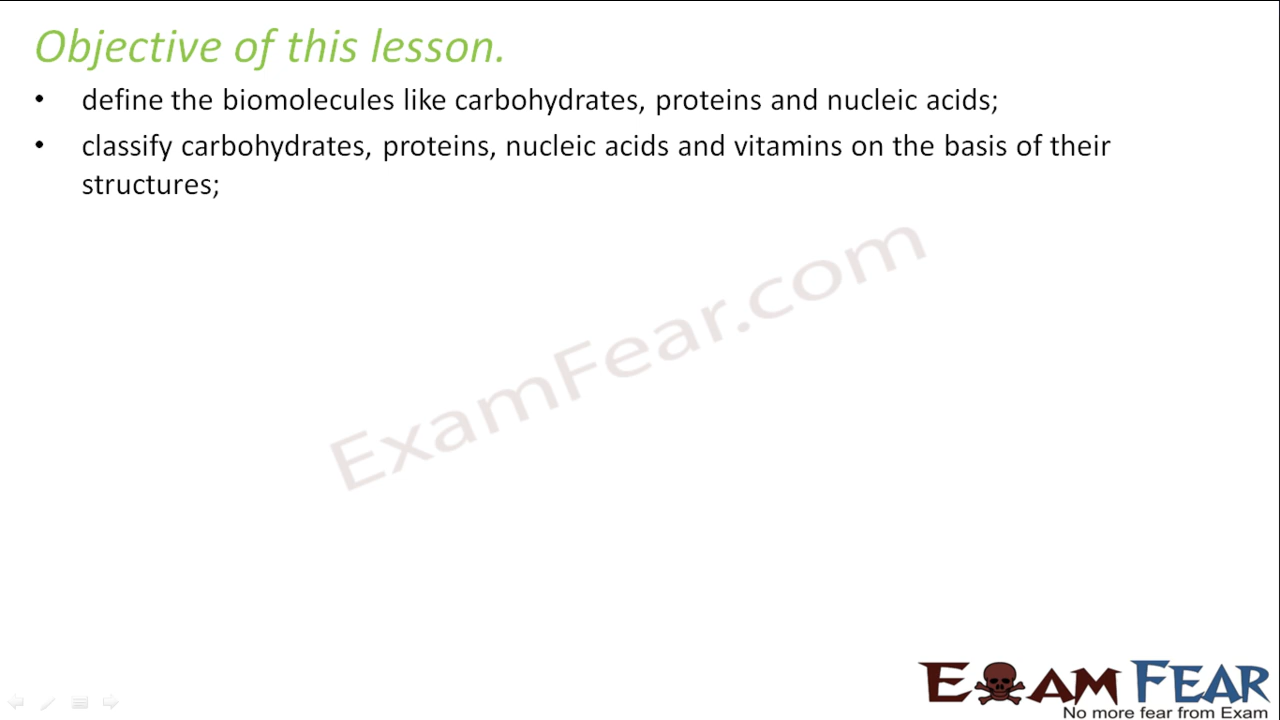 Objective of this lesson.
• define the biomolecules like carbohydrates, proteins and nucleic acids;
• classify carbohydrates, proteins, nucleic acids and vitamins on the basis of their
structures;
ExamFear.com
EXAM FEAR
No more fear from Exam